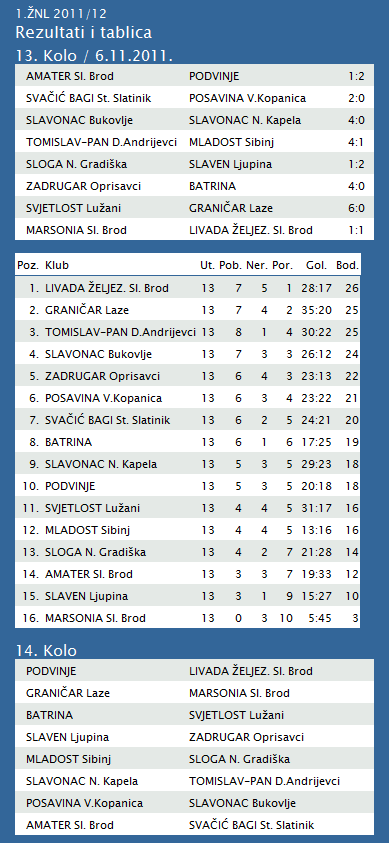 1.ŽNL 2011/12
Rezultati i tablica
13. Kolo / 6.11.2011.
AMATER Sl. Brod PODVINJE 1:2
SVAČIĆ BAGI St. Slatinik POSAVINA V.Kopanica 2:0
SLAVONAC Bukovlje SLAVONAC N. Kapela 4:0
TOMISLAV-PAN D.Andrijevci MLADOST Sibinj 4:1
SLOGA N. Gradiška SLAVEN Ljupina 1:2
ZADRUGAR Oprisavci BATRINA 4:0
SVJETLOST Lužani GRANIČAR Laze 6:0
MARSONIA Sl. Brod LIVADA ŽELJEZ. Sl. Brod 1:1
Poz. Klub Ut. Pob. Ner. Por. Gol. Bod.
1. LIVADA ŽELJEZ. Sl. Brod 13 7 5 1 28:17 26
2. GRANIČAR Laze 13 7 4 2 35:20 25
3. TOMISLAV-PAN D.Andrijevci 13 8 1 4 30:22 25
4. SLAVONAC Bukovlje 13 7 3 3 26:12 24
5. ZADRUGAR Oprisavci 13 6 4 3 23:13 22
6. POSAVINA V.Kopanica 13 6 3 4 23:22 21
7. SVAČIĆ BAGI St. Slatinik 13 6 2 5 24:21 20
8. BATRINA 13 6 1 6 17:25 19
9. SLAVONAC N. Kapela 13 5 3 5 29:23 18
10. PODVINJE 13 5 3 5 20:18 18
11. SVJETLOST Lužani 13 4 4 5 31:17 16
12. MLADOST Sibinj 13 4 4 5 13:16 16
13. SLOGA N. Gradiška 13 4 2 7 21:28 14
14. AMATER Sl. Brod 13 3 3 7 19:33 12
15. SLAVEN Ljupina 13 3 1 9 15:27 10
16. MARSONIA Sl. Brod 13 0 3 10 5:45 3
14. Kolo
PODVINJE LIVADA ŽELJEZ. Sl. Brod
GRANIČAR Laze MARSONIA Sl. Brod
BATRINA SVJETLOST Lužani
SLAVEN Ljupina ZADRUGAR Oprisavci
MLADOST Sibinj SLOGA N. Gradiška
SLAVONAC N. Kapela TOMISLAV-PAN D.Andrijevci
POSAVINA V.Kopanica SLAVONAC Bukovlje
AMATER Sl. Brod SVAČIĆ BAGI St. Slatinik